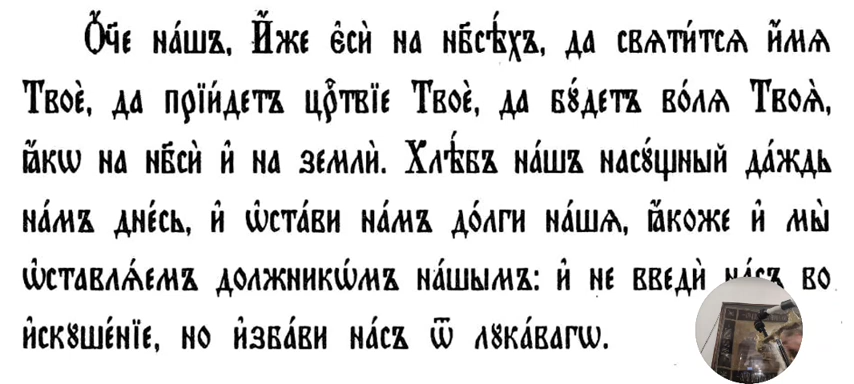 Ѻ҆́ч҃е на́шъ, И҆́же є҆сѝ на нб҃сѣ́хъ, да свѧти́тсѧ и҆́мѧ
Твоѐ, да прїи́детъ црⷭ҇твїе Твоѐ, да бꙋ́детъ во́лѧ Твоѧ̀,
ꙗ҆́кѡ на нб҃сѝ и҆ на землѝ. Хлѣ́бъ на́шъ насꙋ́щный да́ждь
на́мъ дне́сь, и҆ ѡ҆ста́ви на́мъ до́лги на́шѧ, ꙗ҆́коже и҆ мы̀
ѡ҆ставлѧ́емъ должникѡ́мъ на́шымъ: и҆ не введѝ на́съ во
и҆скꙋше́нїе, но и҆зба́ви на́съ ѿ лꙋка́вагѡ.